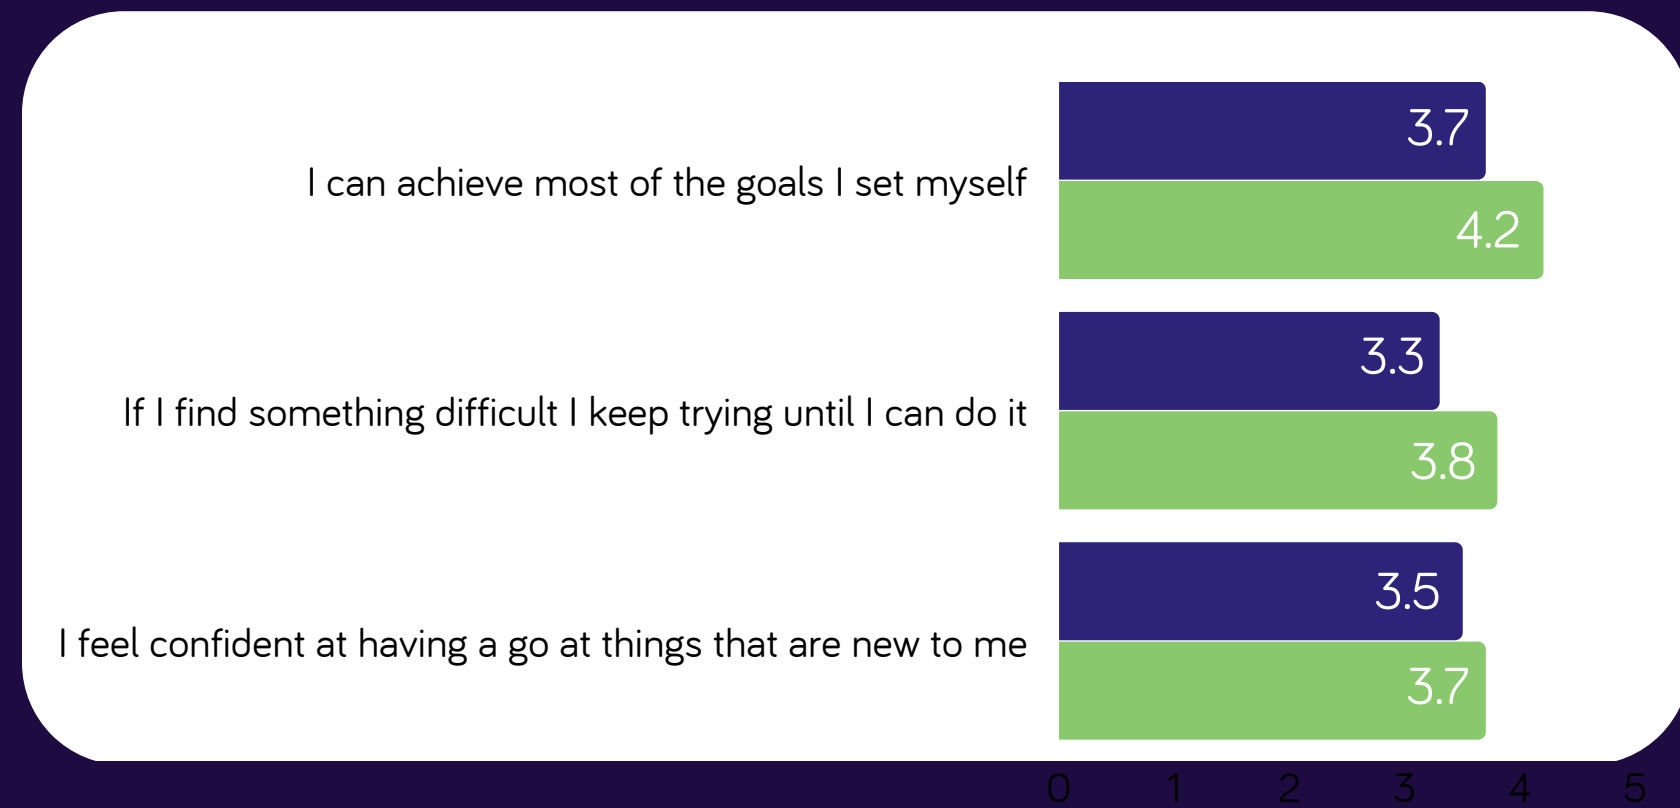 3.7
I can achieve most of the goals I set myself
4.2
3.3
If I find something difficult I keep trying until I can do it
3.8
3.5
I feel confident at having a go at things that are new to me
3.7
0 1 2 3 4 5